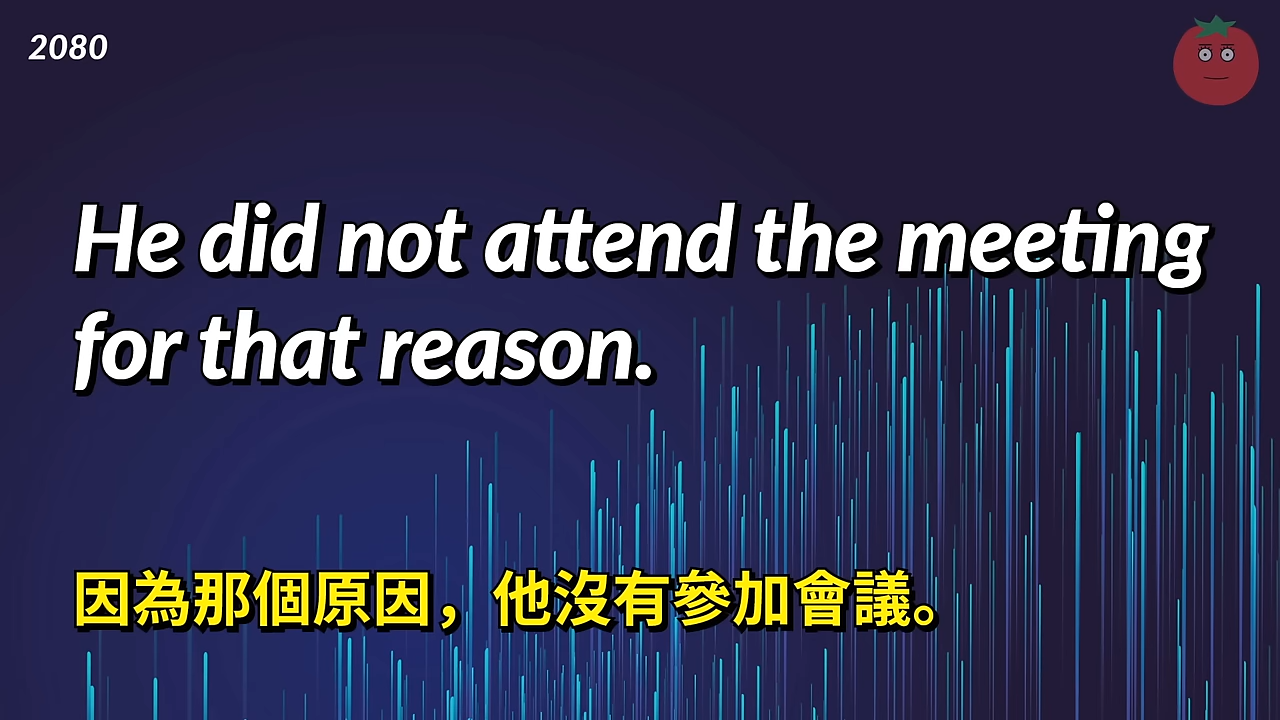 2080
He did not attend the meeting
for that reason.
因為那個原因，他沒有參加會議。